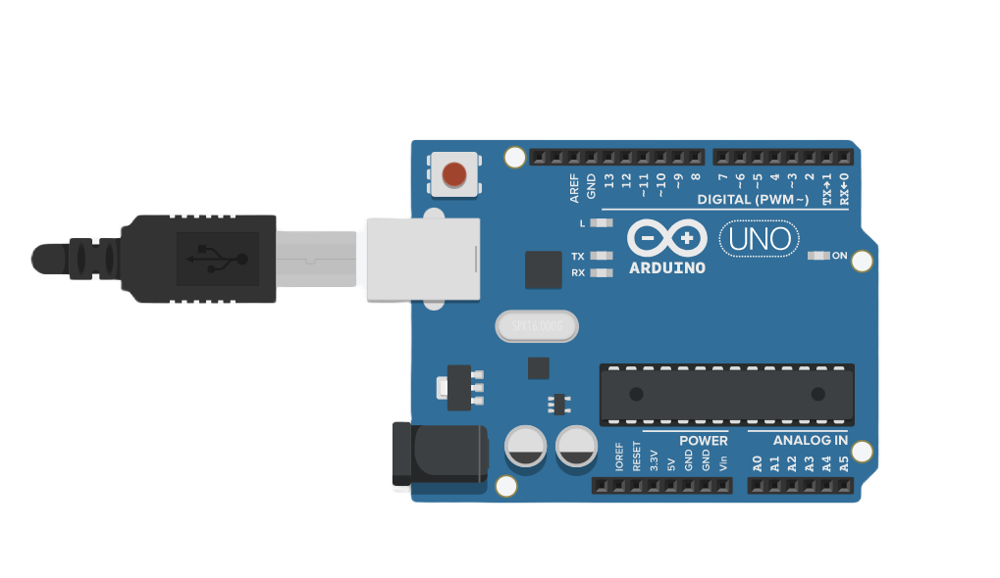 AREF
GND
13
12
~11
~10
~9
8
7
~6
~5
4
~3
2
TX→1
RX←0
DIGITAL (PWM ~)
L
TX
RX
ARDUINO
UNO
ON
SPK16.000G
POWER
ANALOG IN
IOREF
RESET
3.3V
5V
GND
GND
Vin
A0
A1
A2
A3
A4
A5